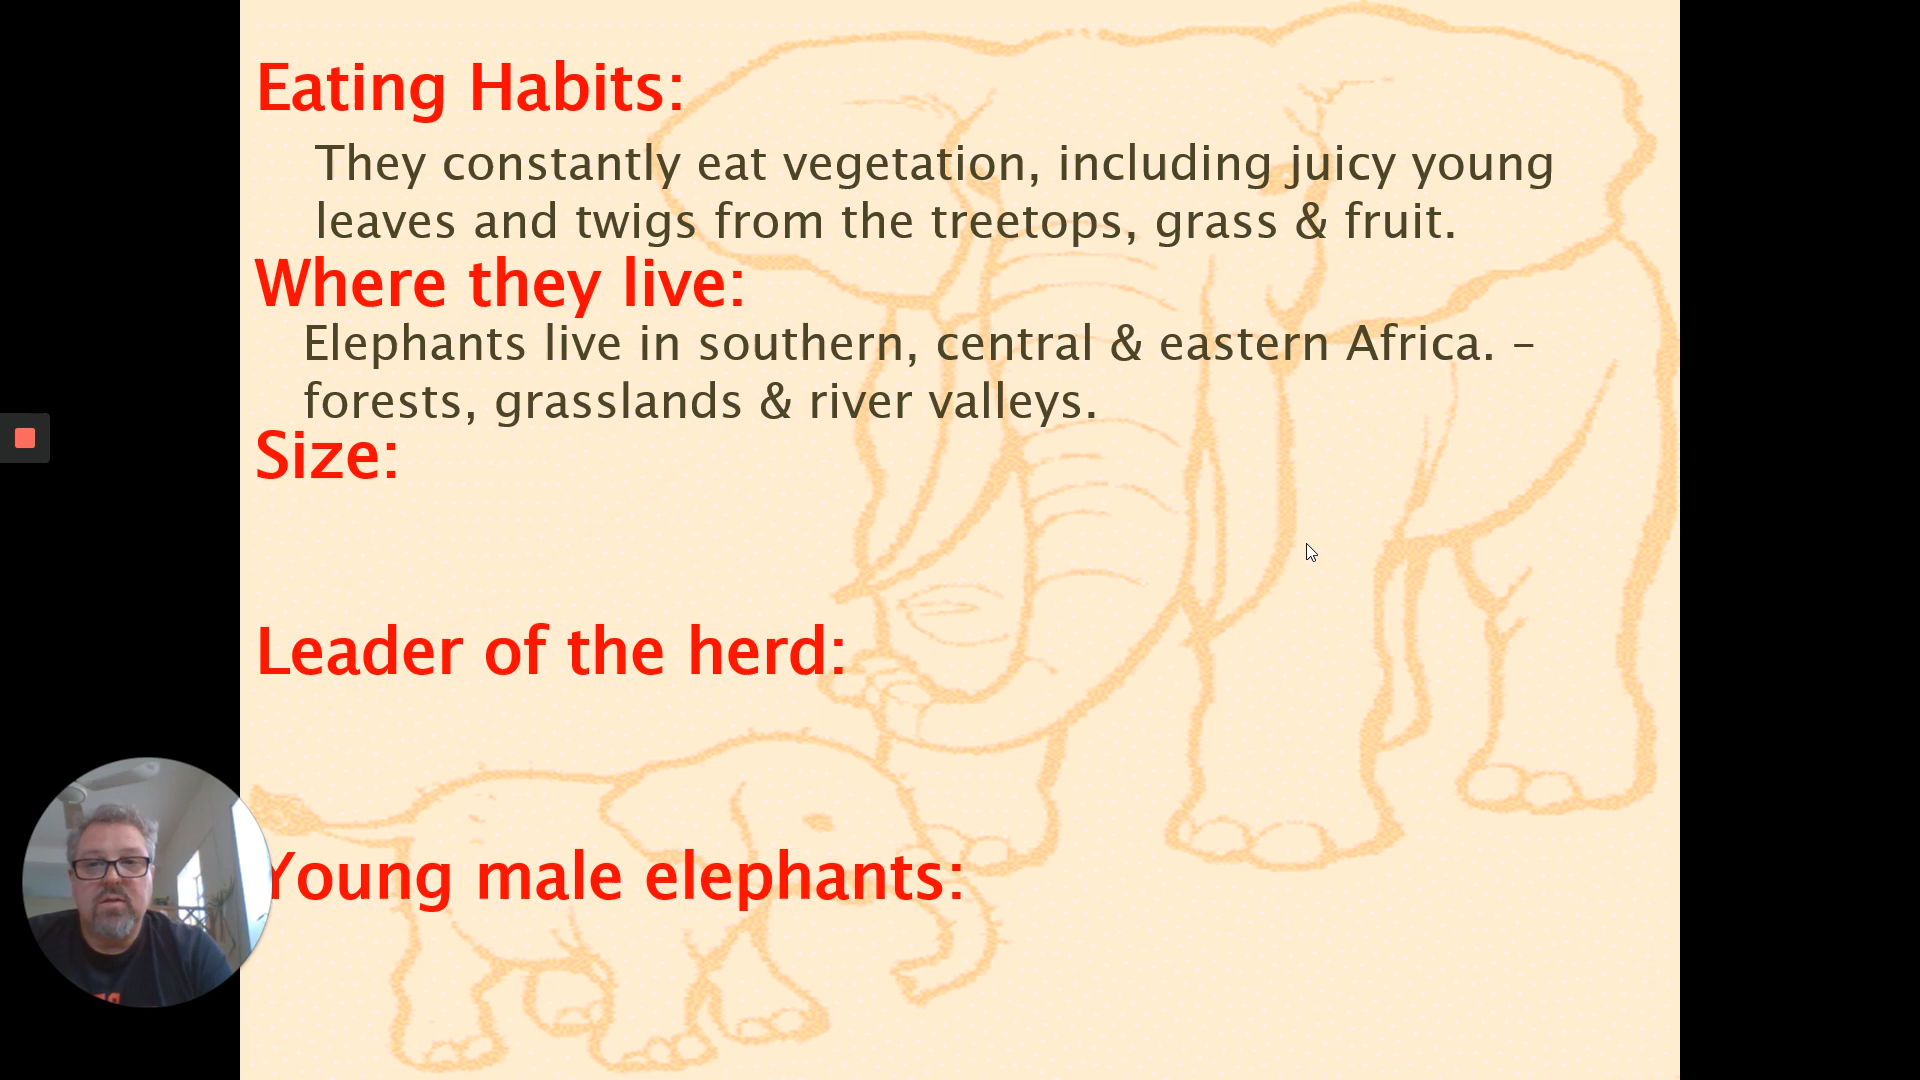 Eating Habits:
They constantly eat vegetation, including juicy young
leaves and twigs from the treetops, grass & fruit.
Where they live:
Elephants live in southern, central & eastern Africa. –
forests, grasslands & river valleys.
Size:
Leader of the herd:
Young male elephants: